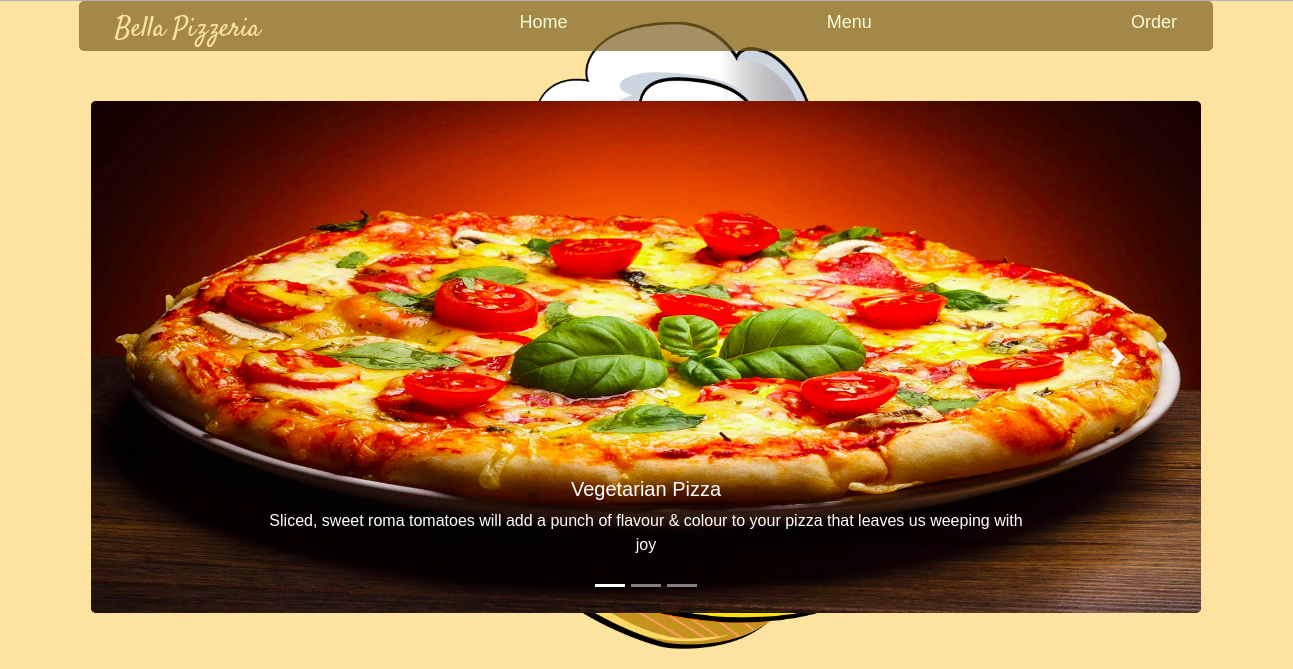 Bella Pizzeria
Home
Menu
Order
Vegetarian Pizza
Sliced, sweet roma tomatoes will add a punch of flavour & colour to your pizza that leaves us weeping with
joy